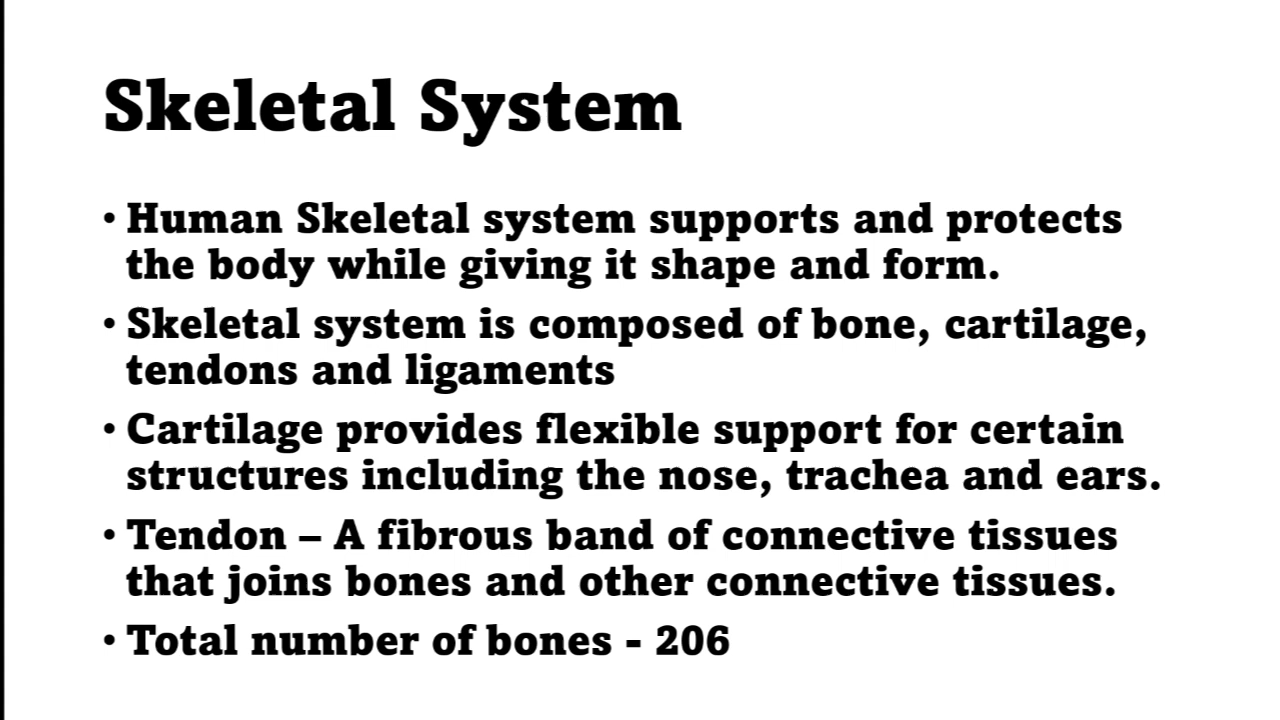 Skeletal System
• Human Skeletal system supports and protects
the body while giving it shape and form.
• Skeletal system is composed of bone, cartilage,
tendons and ligaments
• Cartilage provides flexible support for certain
structures including the nose, trachea and ears.
• Tendon – A fibrous band of connective tissues
that joins bones and other connective tissues.
• Total number of bones - 206